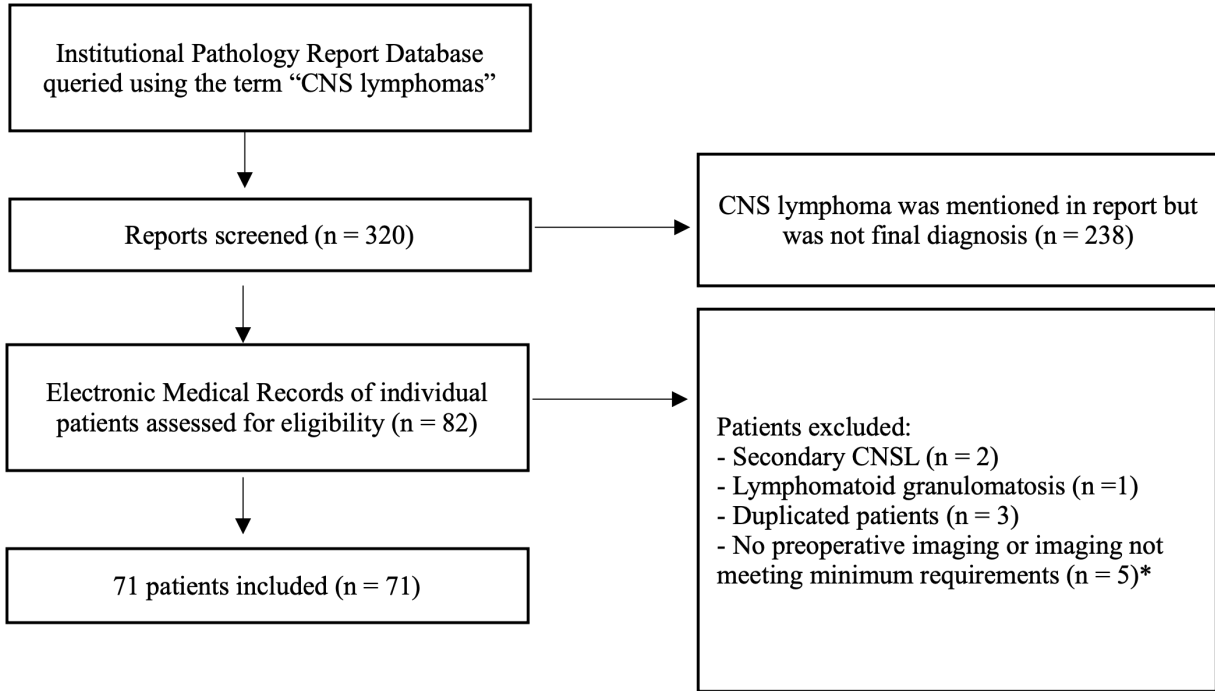 Institutional Pathology Report Database
queried using the term “CNS lymphomas”
Reports screened (n = 320)
CNS lymphoma was mentioned in report but
was not final diagnosis (n = 238)
Electronic Medical Records of individual
patients assessed for eligibility (n = 82)
Patients excluded:
- Secondary CNSL (n = 2)
- Lymphomatoid granulomatosis (n =1)
- Duplicated patients (n = 3)
- No preoperative imaging or imaging not
meeting minimum requirements (n = 5)*
71 patients included (n = 71)